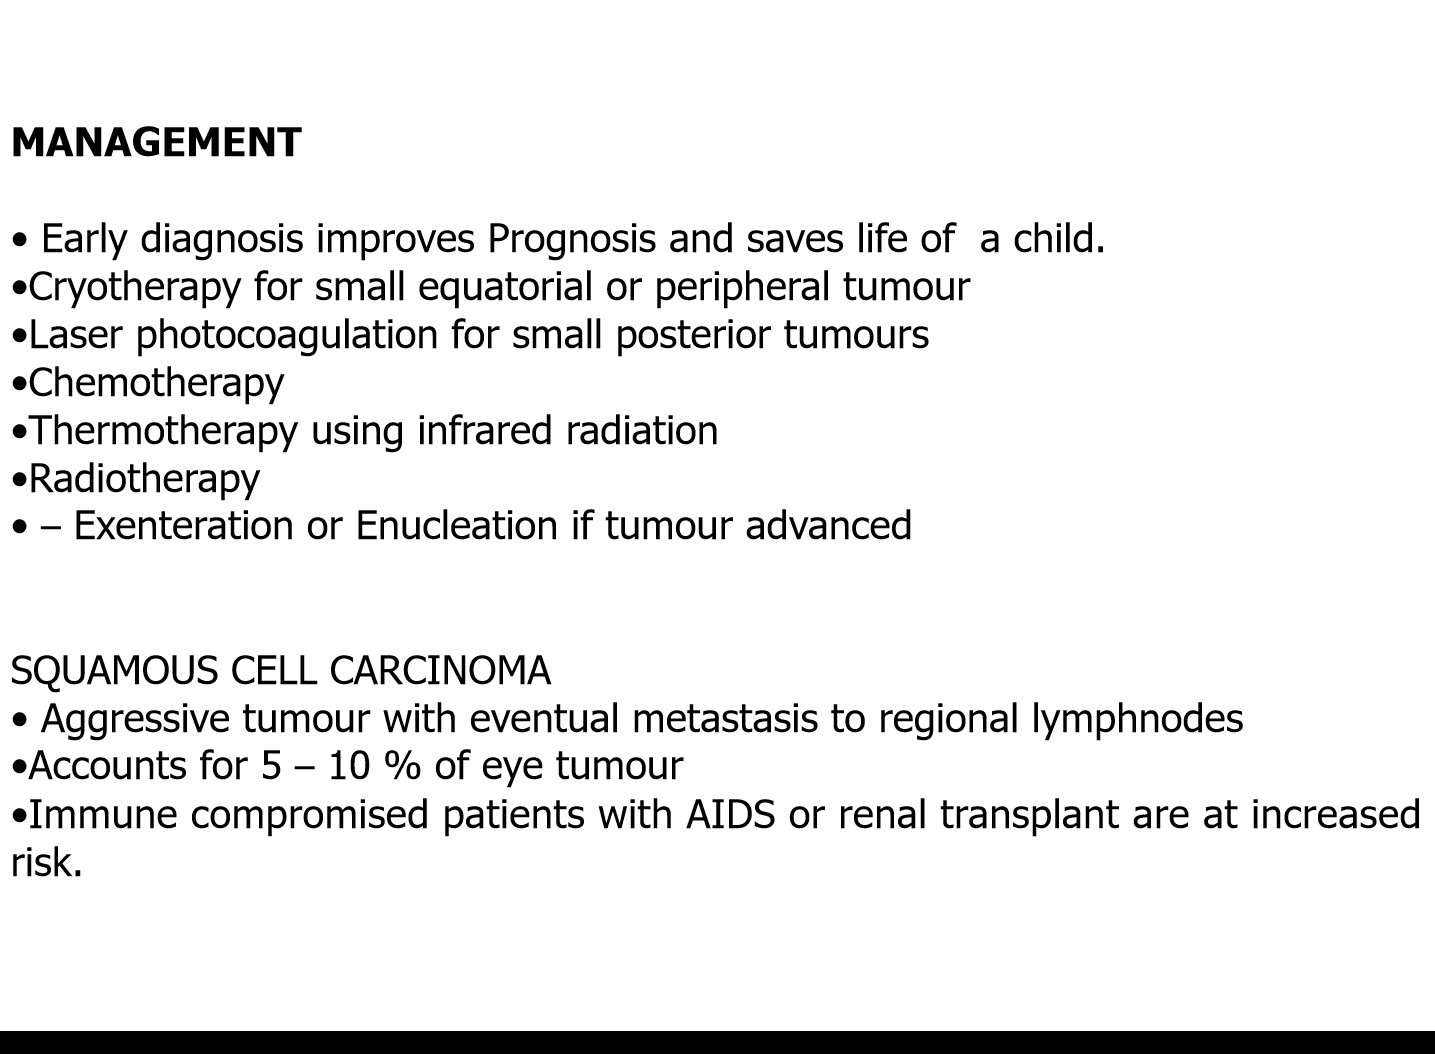 MANAGEMENT
• Early diagnosis improves Prognosis and saves life of  a child.
•Cryotherapy for small equatorial or peripheral tumour
•Laser photocoagulation for small posterior tumours
•Chemotherapy
•Thermotherapy using infrared radiation
•Radiotherapy
• – Exenteration or Enucleation if tumour advanced
SQUAMOUS CELL CARCINOMA
• Aggressive tumour with eventual metastasis to regional lymphnodes
•Accounts for 5 – 10 % of eye tumour
•Immune compromised patients with AIDS or renal transplant are at increased
risk.